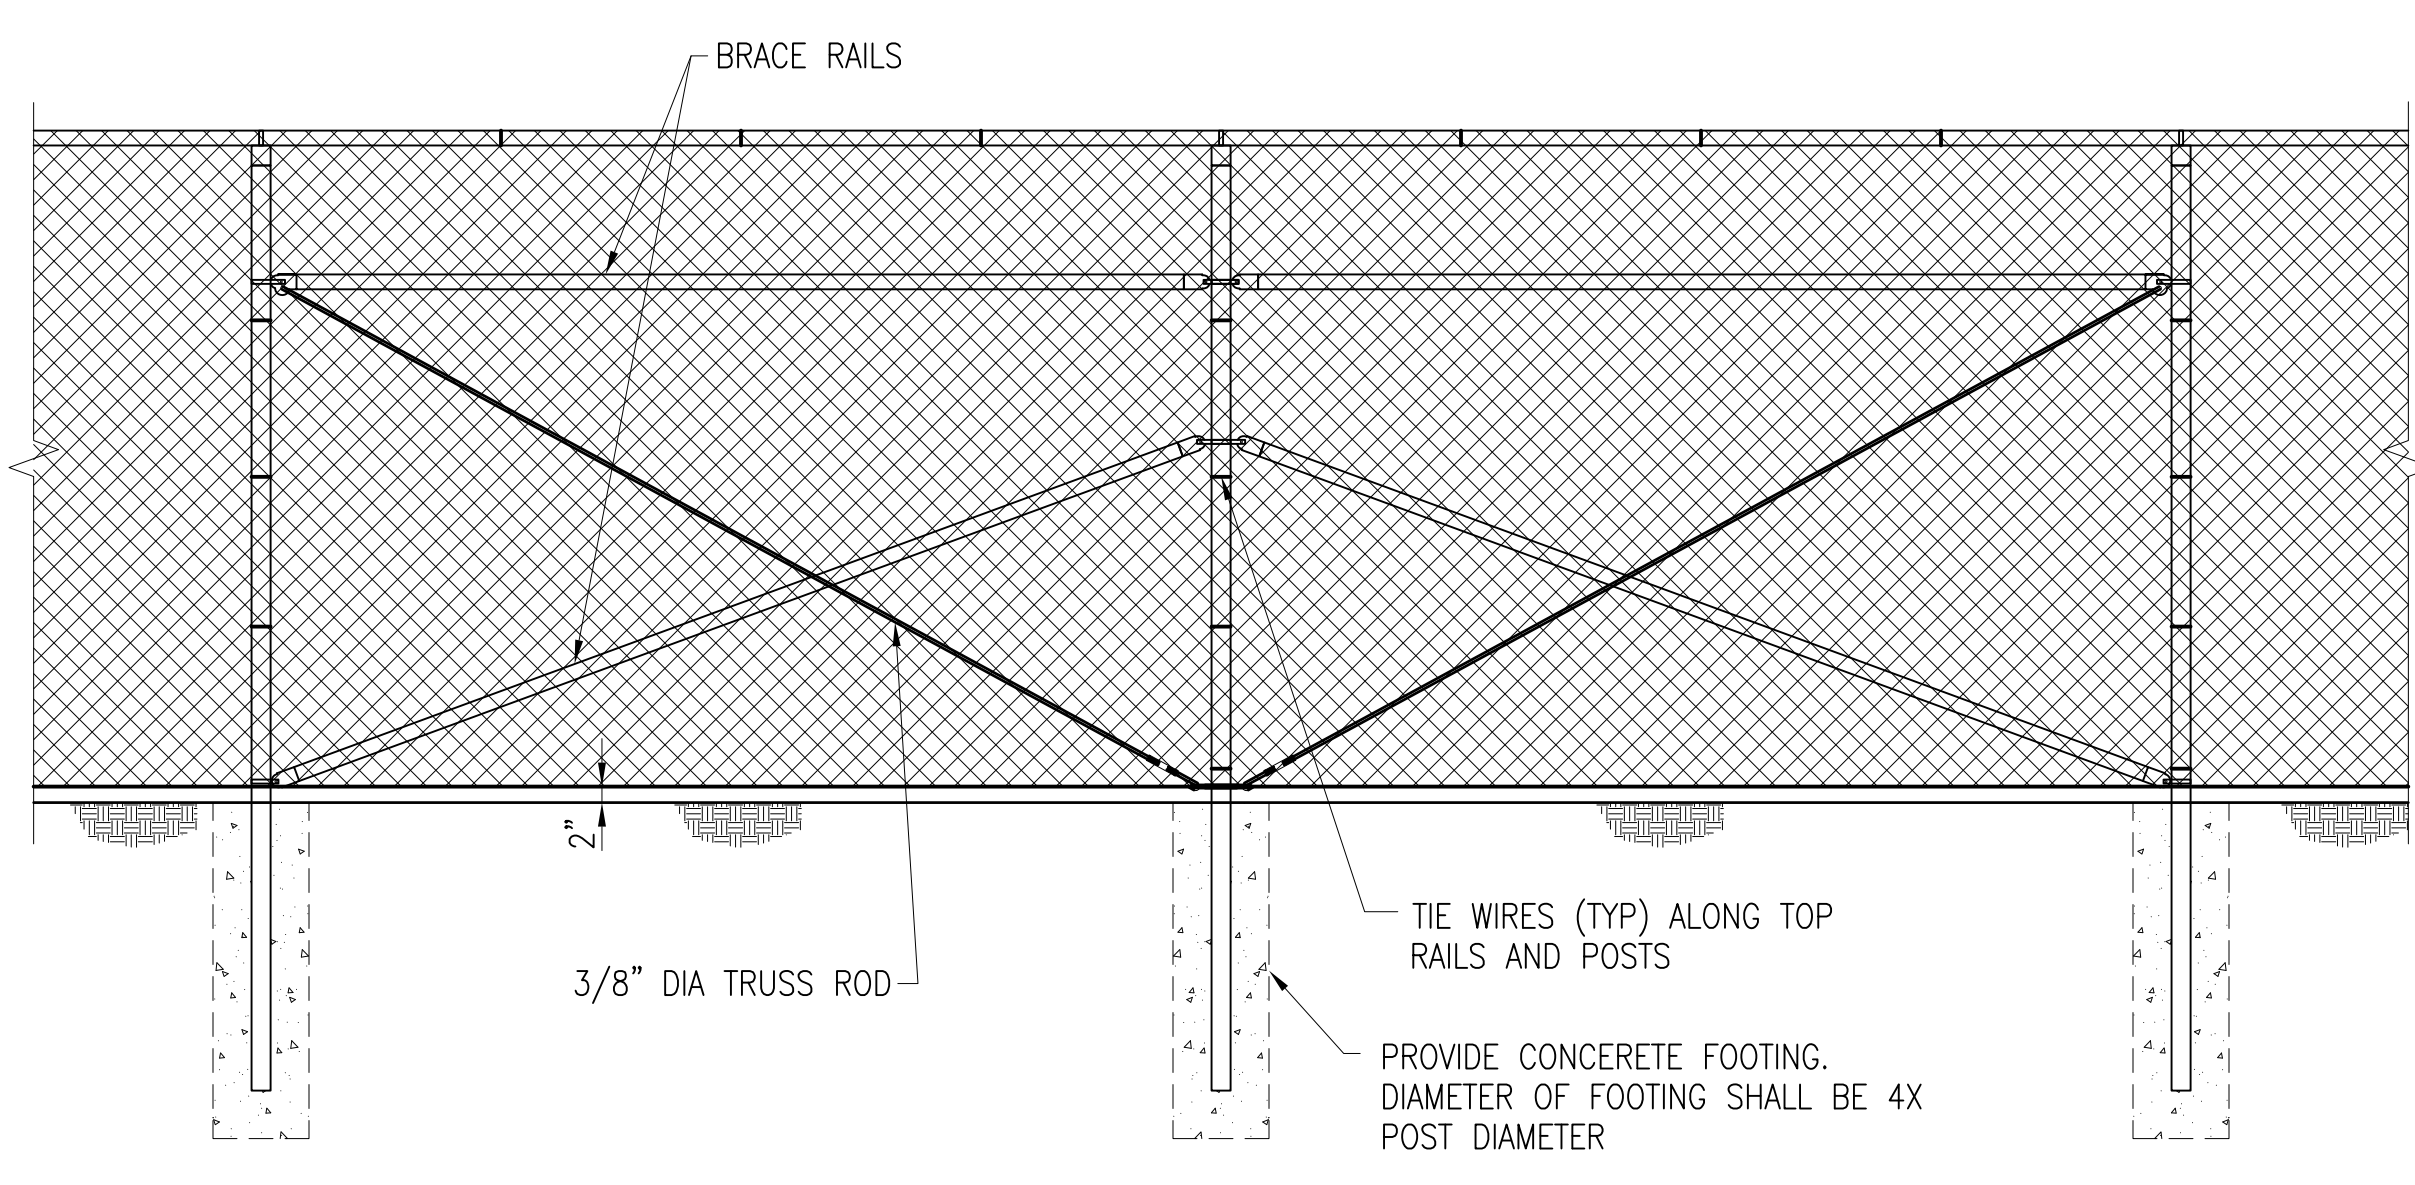 BRACE RAILS
2"
TIE WIRES (TYP) ALONG TOP
RAILS AND POSTS
3/8" DIA TRUSS ROD
PROVIDE CONCERETE FOOTING.
DIAMETER OF FOOTING SHALL BE 4X
POST DIAMETER